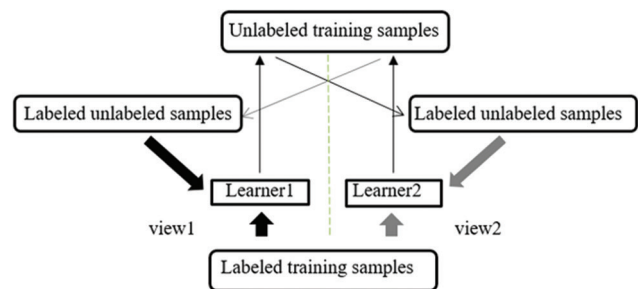 Unlabeled training samples
Labeled unlabeled samples
Labeled unlabeled samples
Learner1
Learner2
view1
view2
Labeled training samples